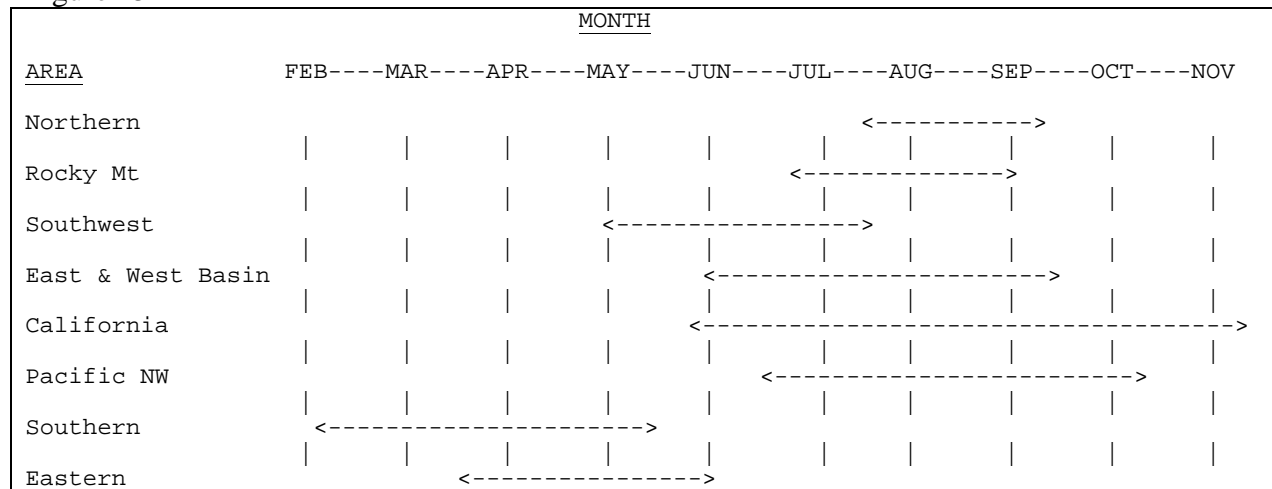 MONTH
AREA                  FEB----MAR----APR----MAY----JUN----JUL----AUG----SEP----OCT----NOV
Northern                                                      <----------->
                       |      |      |      |      |       |     |      |      |      |
Rocky Mt                                                 <-------------->
                       |      |      |      |      |       |     |      |      |      |
Southwest                                   <----------------->
                       |      |      |      |      |       |     |      |      |      |
East & West Basin                                  <----------------------->
                       |      |      |      |      |       |     |      |      |      |
California                                        <------------------------------------->
                       |      |      |      |      |       |     |      |      |      |
Pacific NW                                             <------------------------->
                       |      |      |      |      |       |     |      |      |      |
Southern                <---------------------->
                       |      |      |      |      |       |     |      |      |      |
Eastern                           <---------------->